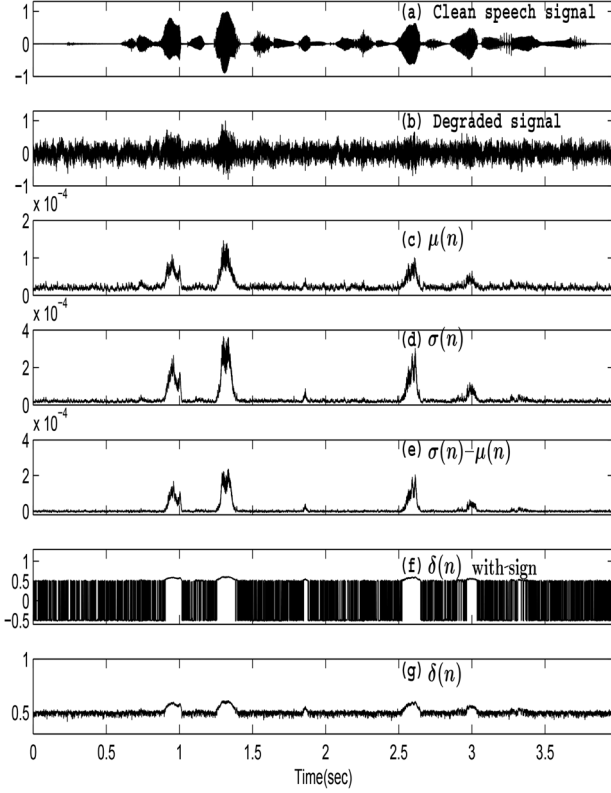 (a) Clean speech signal
1
0
−1
(b) Degraded signal
1
0
−1
x 10⁻⁴
(c) μ(n)
2
1
0
x 10⁻⁴
(d) σ(n)
4
2
0
x 10⁻⁴
(e) σ(n)−μ(n)
4
2
0
(f) δ(n) with-sign
1
0.5
0
−0.5
(g) δ(n)
1
0.5
0 0.5 1 1.5 2 2.5 3 3.5
Time(sec)